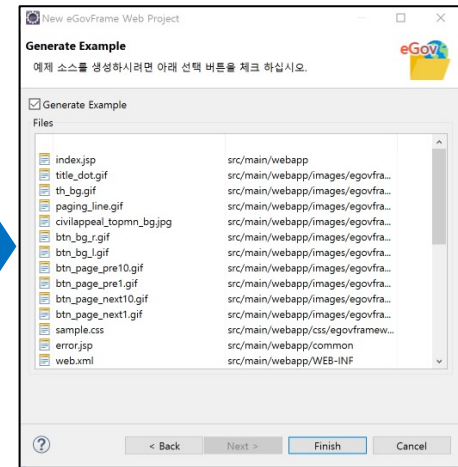 New eGovFrame Web Project
Generate Example
예제 소스를 생성하시려면 아래 선택 버튼을 체크 하십시오.
eGov
Generate Example
Files
index.jsp src/main/webapp
title_dot.gif src/main/webapp/images/egovfra...
th_bg.gif src/main/webapp/images/egovfra...
paging_line.gif src/main/webapp/images/egovfra...
civilappeal_topmn_bg.jpg src/main/webapp/images/egovfra...
btn_bg_r.gif src/main/webapp/images/egovfra...
btn_bg_l.gif src/main/webapp/images/egovfra...
btn_page_pre10.gif src/main/webapp/images/egovfra...
btn_page_pre1.gif src/main/webapp/images/egovfra...
btn_page_next10.gif src/main/webapp/images/egovfra...
btn_page_next1.gif src/main/webapp/images/egovfra...
sample.css src/main/webapp/css/egovframew...
error.jsp src/main/webapp/common
web.xml src/main/webapp/WEB-INF
? < Back Next > Finish Cancel